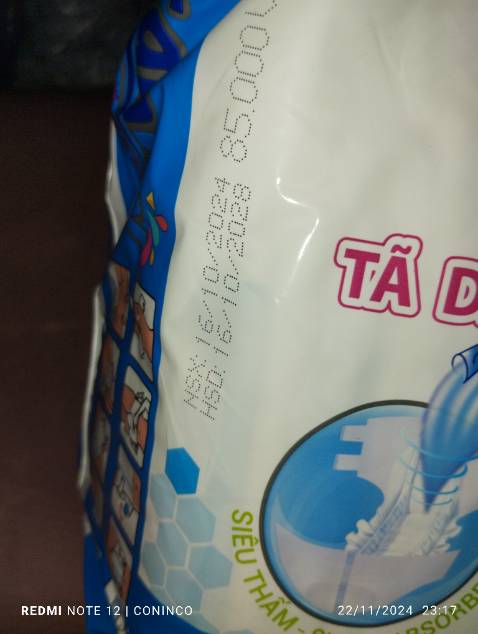 NSX: 16/10/2024
HSD: 16/10/2028
85.000
TÃ
SIÊU THẤM -
REDMI NOTE 12 | CONINCO
22/11/2024 23:17